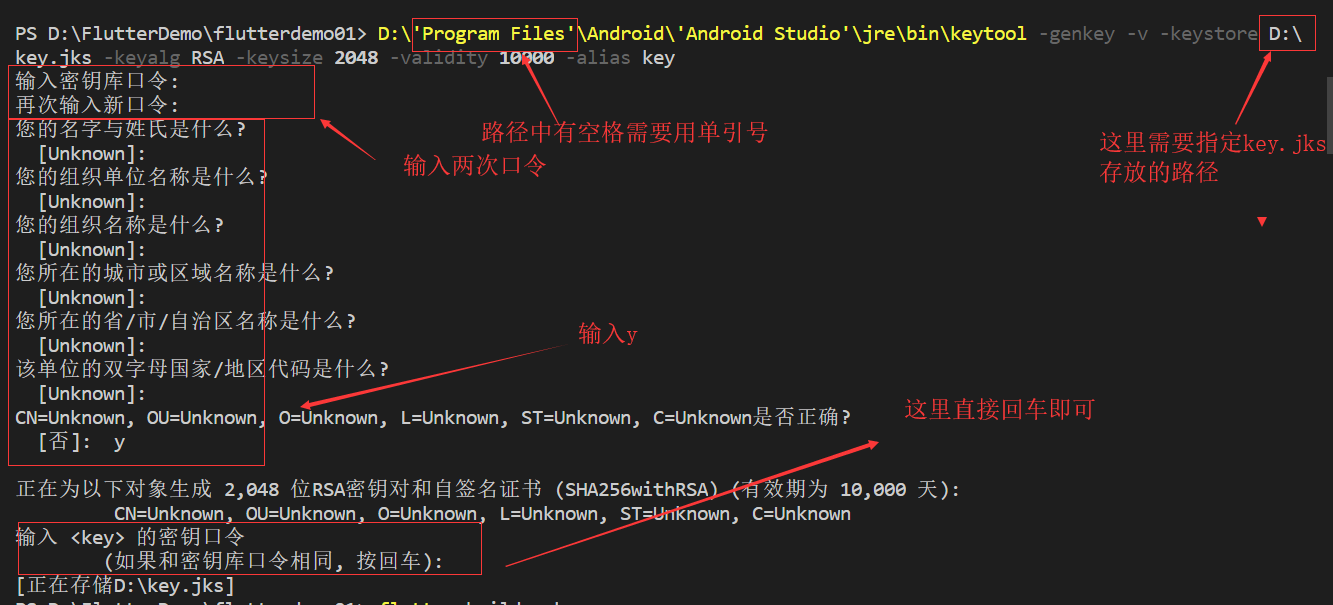 PS D:\FlutterDemo\flutterdemo01> D:\'Program Files'\Android\'Android Studio'\jre\bin\keytool -genkey -v -keystore D:\
key.jks -keyalg RSA -keysize 2048 -validity 10000 -alias key
输入密钥库口令:
再次输入新口令:
您的名字与姓氏是什么?
[Unknown]:
路径中有空格需要用单引号
输入两次口令
这里需要指定key.jks
存放的路径
您的组织单位名称是什么?
[Unknown]:
您的组织名称是什么?
[Unknown]:
您所在的城市或区域名称是什么?
[Unknown]:
您所在的省/市/自治区名称是什么?
[Unknown]:
输入y
该单位的双字母国家/地区代码是什么?
[Unknown]:
CN=Unknown, OU=Unknown, O=Unknown, L=Unknown, ST=Unknown, C=Unknown是否正确?
[否]: y
这里直接回车即可
正在为以下对象生成 2,048 位RSA密钥对和自签名证书 (SHA256withRSA) (有效期为 10,000 天):
CN=Unknown, OU=Unknown, O=Unknown, L=Unknown, ST=Unknown, C=Unknown
输入 <key> 的密钥口令
(如果和密钥库口令相同, 按回车):
[正在存储D:\key.jks]